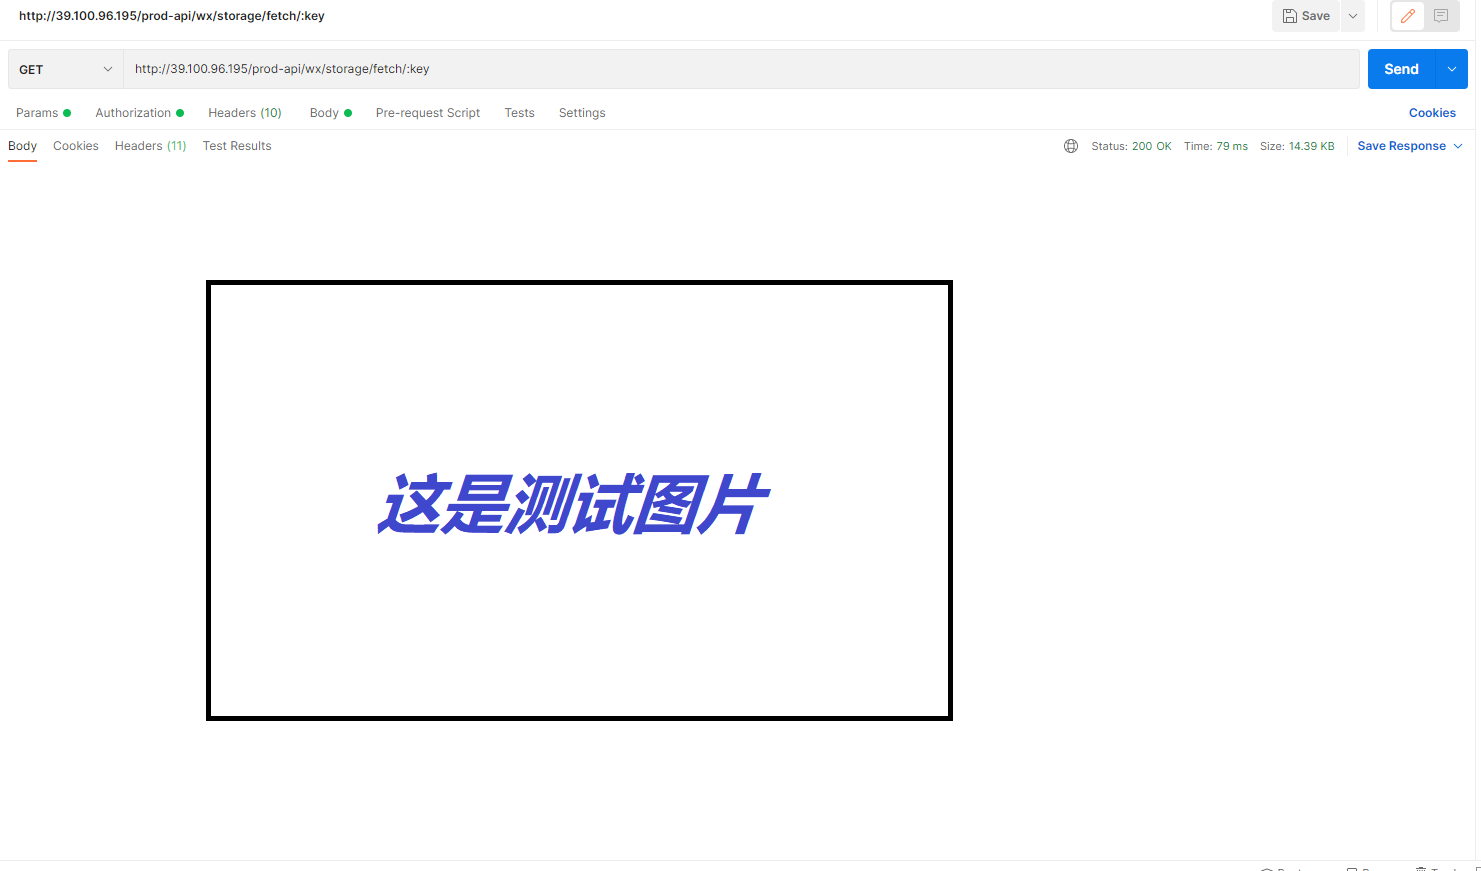 http://39.100.96.195/prod-api/wx/storage/fetch/:key
Save
GET
http://39.100.96.195/prod-api/wx/storage/fetch/:key
Send
Params Authorization Headers (10) Body Pre-request Script Tests Settings Cookies
Body Cookies Headers (11) Test Results Status: 200 OK Time: 79 ms Size: 14.39 KB Save Response
这是测试图片